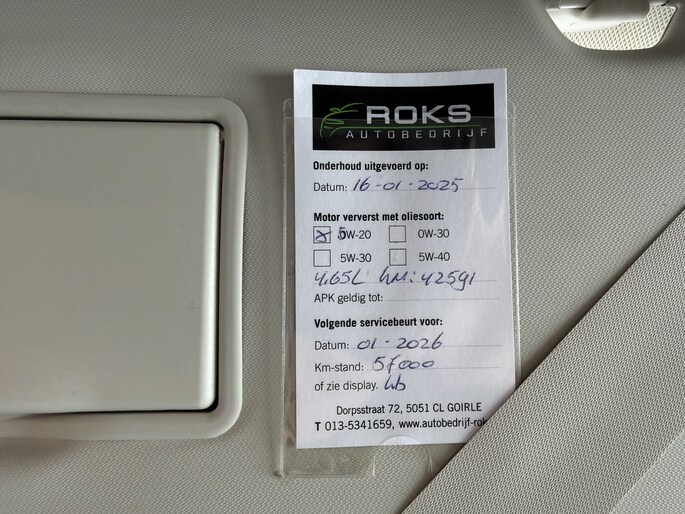 ROKS
AUTOBEDRIJF
Onderhoud uitgevoerd op:
Datum: 16-01-2025
Motor ververst met oliesoort:
5W-20 0W-30
5W-30 5W-40
4,65L km: 42591
APK geldig tot:
Volgende servicebeurt voor:
Datum: 01-2026
Km-stand: 57000
of zie display.
Dorpsstraat 72, 5051 CL GOIRLE
T 013-5341659, www.autobedrijf-rok